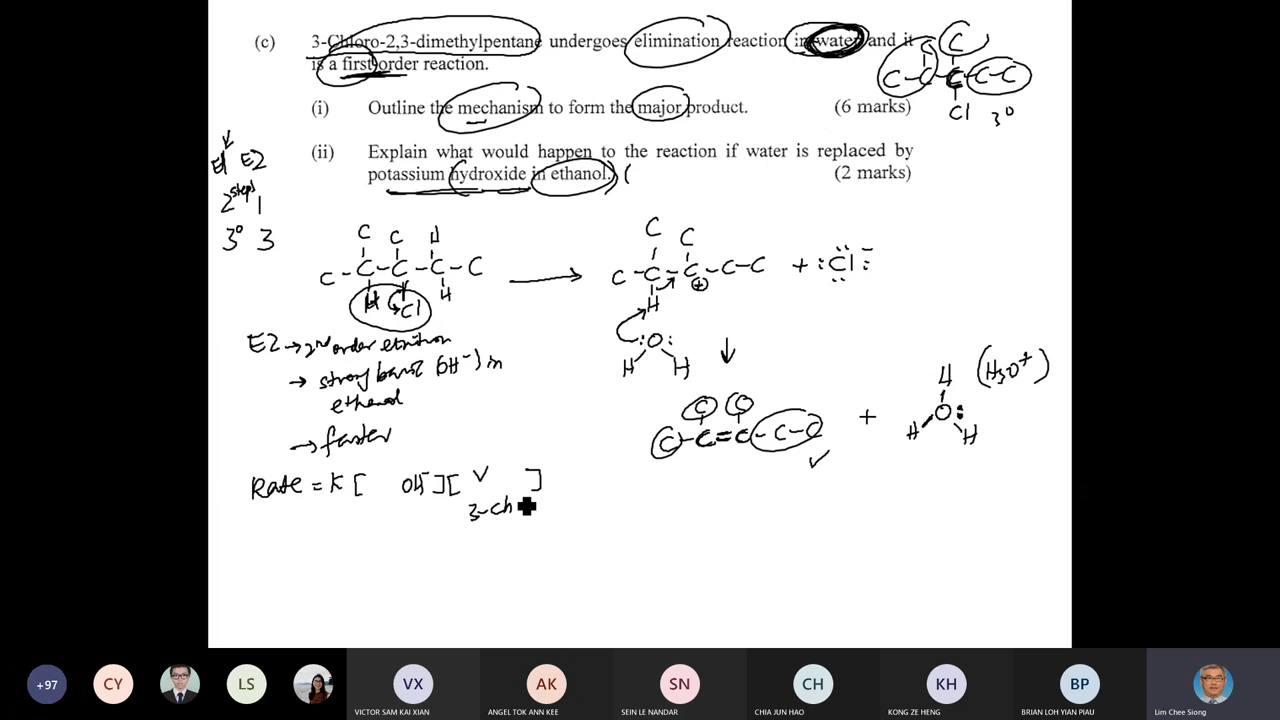 (c) 3-Chloro-2,3-dimethylpentane undergoes elimination reaction in water and it
is a first order reaction.
(i) Outline the mechanism to form the major product. (6 marks)
(ii) Explain what would happen to the reaction if water is replaced by
potassium hydroxide in ethanol. (2 marks)
C
C - C - C - C - C
Cl 3°
E1 E2
2 steps 1
3° 3
C C H
C - C - C - C - C
H Cl H
C C
C - C - C - C - C + :Cl: -
+
H
:O:
H H
E2 → 2nd order
→ strong base (OH-) in
ethanol
→ faster
C C
C - C = C - C - C + H O: H H (H3O+)
Rate = K [ OH-] [ ]
3-ch
+97 CY LS VX AK SN CH KH BP
VICTOR SAM KAI XIAN ANGEL TOK ANN KEE SEIN LE NANDAR CHIA JUN HAO KONG ZE HENG BRIAN LOH YIAN PIAU Lim Chee Siong